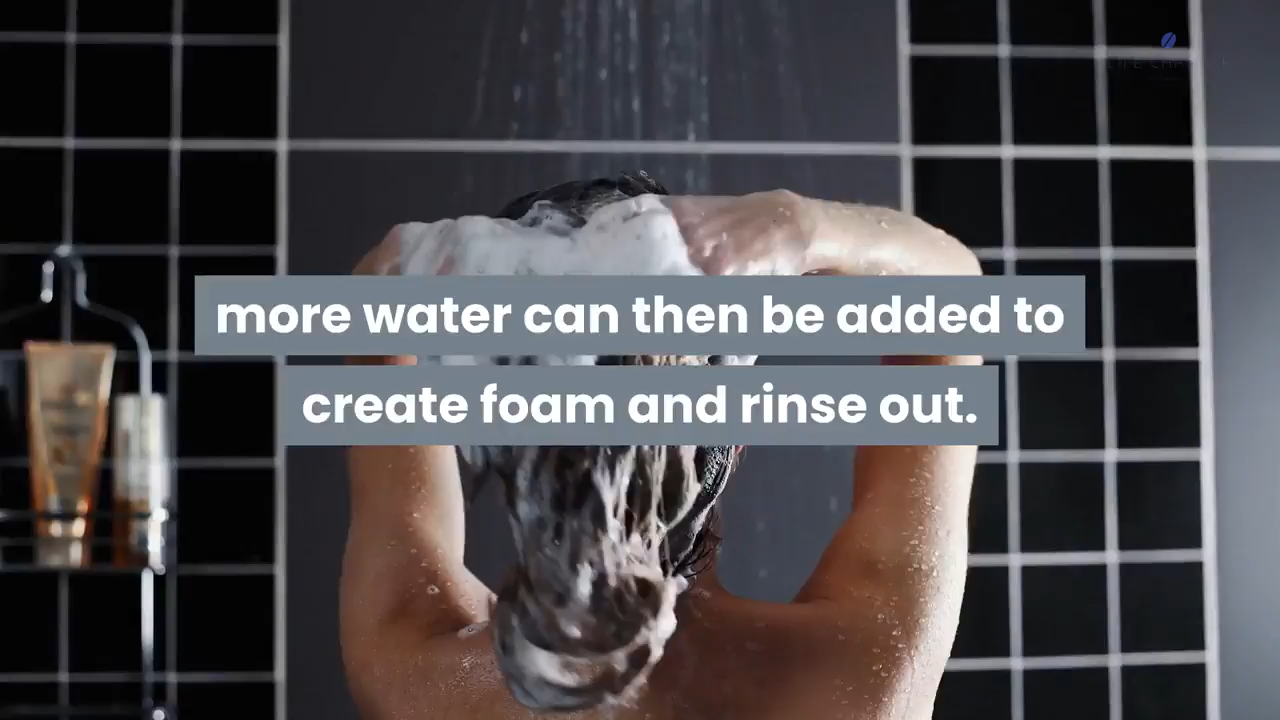 more water can then be added to
create foam and rinse out.